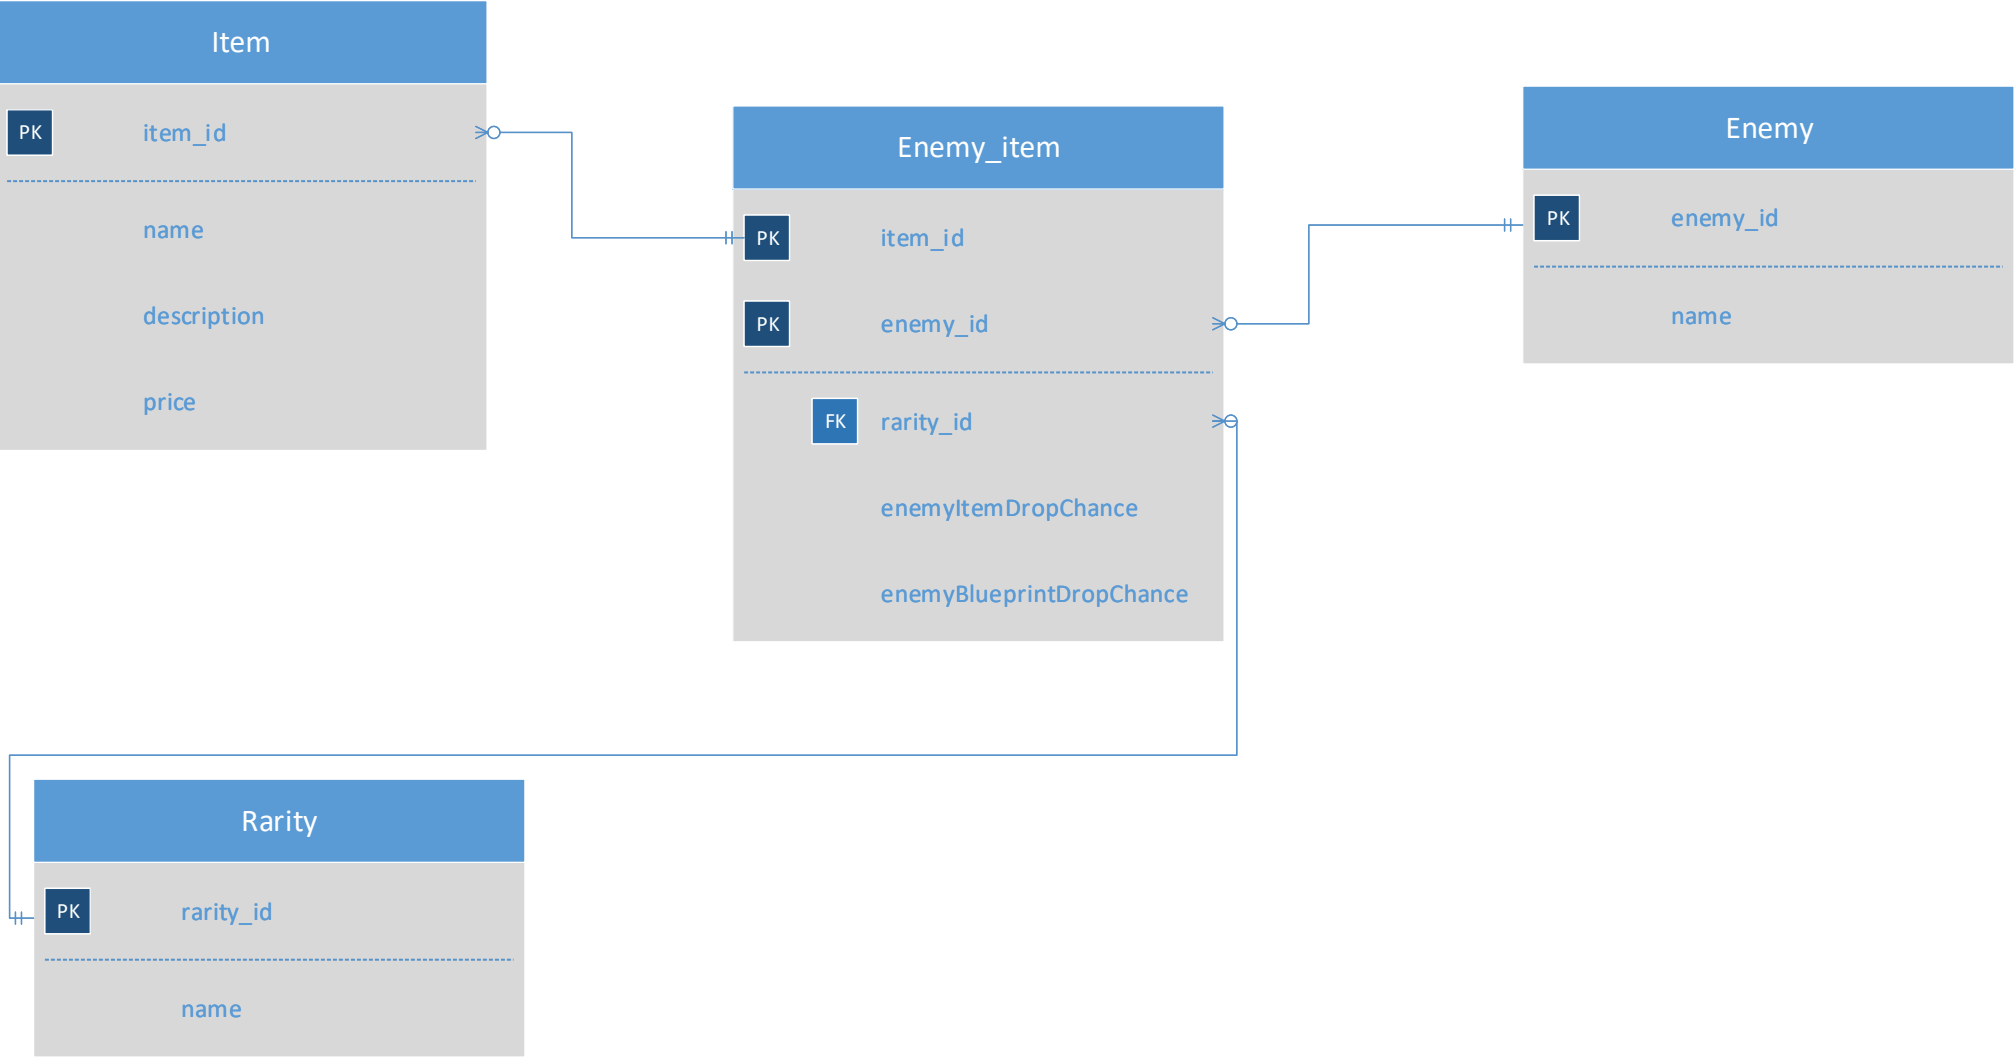 Item
PK item_id
name
description
price
Enemy_item
PK item_id
PK enemy_id
FK rarity_id
enemyItemDropChance
enemyBlueprintDropChance
Enemy
PK enemy_id
name
Rarity
PK rarity_id
name